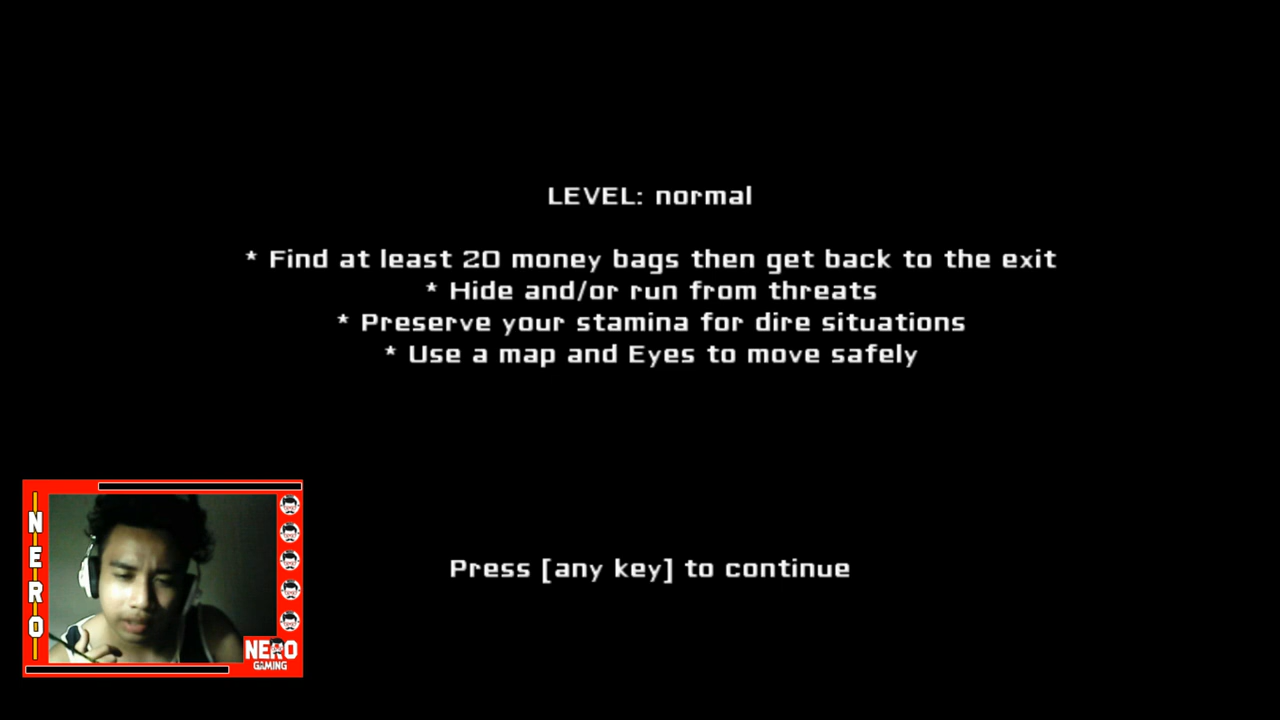 LEVEL: normal
* Find at least 20 money bags then get back to the exit
* Hide and/or run from threats
* Preserve your stamina for dire situations
* Use a map and Eyes to move safely
Press [any key] to continue
NERO
NERO
GAMING